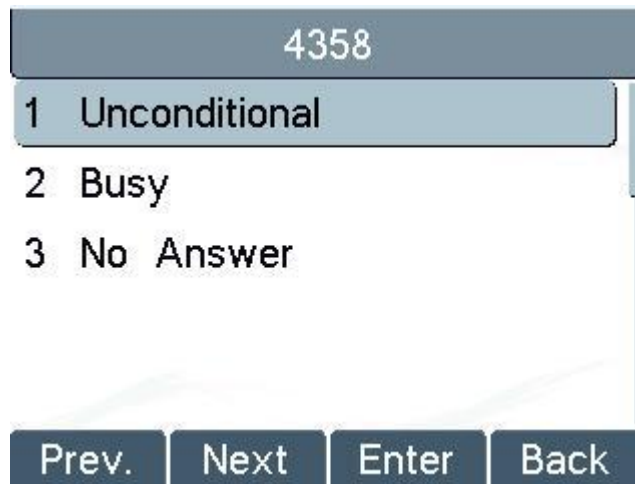 4358
1 Unconditional
2 Busy
3 No Answer
Prev. Next Enter Back